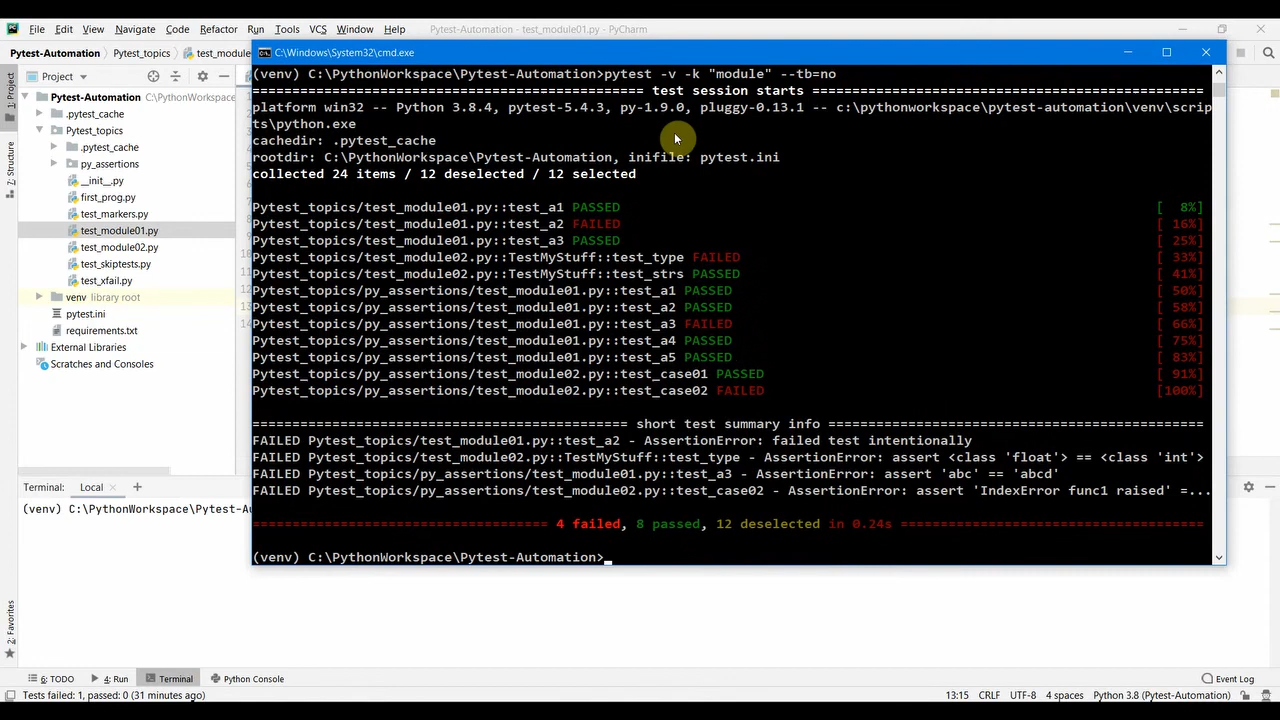 File Edit View Navigate Code Refactor Run Tools VCS Window Help Pytest-Automation - test_module01.py - PyCharm
Pytest-Automation Pytest_topics test_module
C:\Windows\System32\cmd.exe
1: Project
7: Structure
2: Favorites
Project
Pytest-Automation C:\PythonWorkspace
.pytest_cache
Pytest_topics
.pytest_cache
py_assertions
__init__.py
first_prog.py
test_markers.py
test_module01.py
test_module02.py
test_skiptests.py
test_xfail.py
venv library root
pytest.ini
requirements.txt
External Libraries
Scratches and Consoles
(venv) C:\PythonWorkspace\Pytest-Automation>pytest -v -k "module" --tb=no
============================================ test session starts ============================================
platform win32 -- Python 3.8.4, pytest-5.4.3, py-1.9.0, pluggy-0.13.1 -- c:\pythonworkspace\pytest-automation\venv\scrip
ts\python.exe
cachedir: .pytest_cache
rootdir: C:\PythonWorkspace\Pytest-Automation, inifile: pytest.ini
collected 24 items / 12 deselected / 12 selected
Pytest_topics/test_module01.py::test_a1 PASSED [  8%]
Pytest_topics/test_module01.py::test_a2 FAILED [ 16%]
Pytest_topics/test_module01.py::test_a3 PASSED [ 25%]
Pytest_topics/test_module02.py::TestMyStuff::test_type FAILED [ 33%]
Pytest_topics/test_module02.py::TestMyStuff::test_strs PASSED [ 41%]
Pytest_topics/py_assertions/test_module01.py::test_a1 PASSED [ 50%]
Pytest_topics/py_assertions/test_module01.py::test_a2 PASSED [ 58%]
Pytest_topics/py_assertions/test_module01.py::test_a3 FAILED [ 66%]
Pytest_topics/py_assertions/test_module01.py::test_a4 PASSED [ 75%]
Pytest_topics/py_assertions/test_module01.py::test_a5 PASSED [ 83%]
Pytest_topics/py_assertions/test_module02.py::test_case01 PASSED [ 91%]
Pytest_topics/py_assertions/test_module02.py::test_case02 FAILED [100%]
========================================== short test summary info ==========================================
FAILED Pytest_topics/test_module01.py::test_a2 - AssertionError: failed test intentionally
FAILED Pytest_topics/test_module02.py::TestMyStuff::test_type - AssertionError: assert <class 'float'> == <class 'int'>
FAILED Pytest_topics/py_assertions/test_module01.py::test_a3 - AssertionError: assert 'abc' == 'abcd'
FAILED Pytest_topics/py_assertions/test_module02.py::test_case02 - AssertionError: assert 'IndexError func1 raised' =...
================================ 4 failed, 8 passed, 12 deselected in 0.24s =================================
(venv) C:\PythonWorkspace\Pytest-Automation>
Terminal: Local
(venv) C:\PythonWorkspace\Pytest-Au
6: TODO 4: Run Terminal Python Console Event Log
Tests failed: 1, passed: 0 (31 minutes ago) 13:15 CRLF UTF-8 4 spaces Python 3.8 (Pytest-Automation)